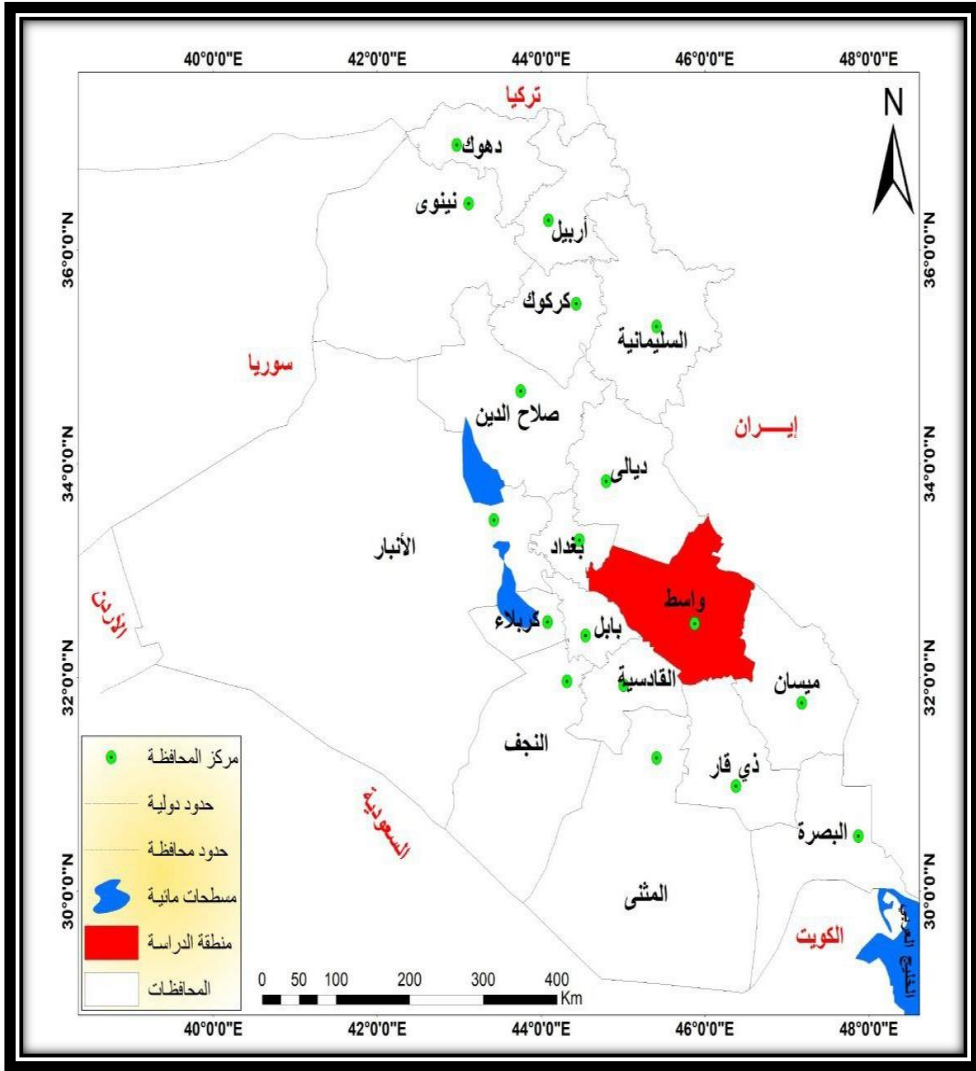 40°0'0"E 42°0'0"E 44°0'0"E 46°0'0"E 48°0'0"E
تركيا
N
دهوك
نينوى
أربيل
36°0'0"N 36°0'0"N
كركوك
السليمانية
سوريا
صلاح الدين
إيـــران
34°0'0"N 34°0'0"N
ديالى
بغداد
الأنبار
واسط
الأردن
كربلاء
بابل
32°0'0"N 32°0'0"N
القادسية
ميسان
النجف
ذي قار
السعودية
البصرة
المثنى
30°0'0"N 30°0'0"N
الكويت
الخليج العربي
مركز المحافظة
حدود دولية
حدود محافظة
مسطحات مائية
منطقة الدراسة
المحافظات
0 50 100 200 300 400
Km
40°0'0"E 42°0'0"E 44°0'0"E 46°0'0"E 48°0'0"E